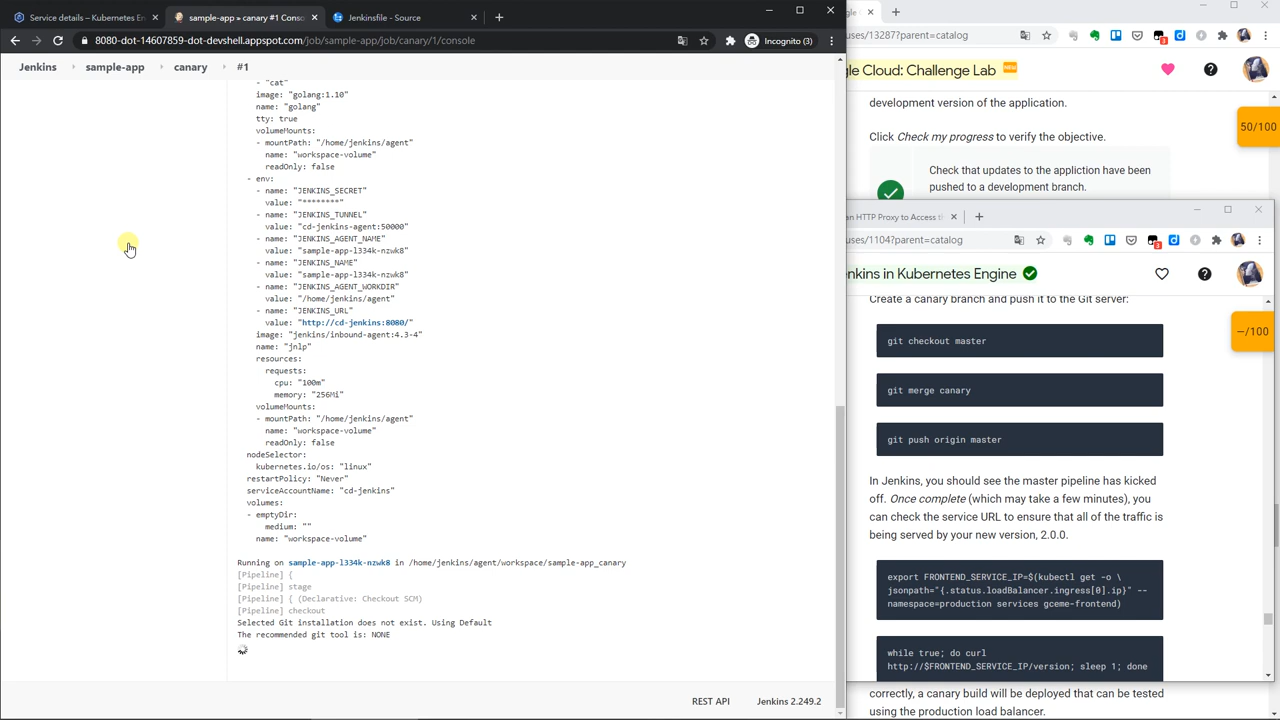 Service details – Kubernetes En
sample-app » canary #1 Conso
Jenkinsfile - Source
8080-dot-14607859-dot-devshell.appspot.com/job/sample-app/job/canary/1/console
Incognito (3)
Jenkins
sample-app
canary
#1
- "cat"
image: "golang:1.10"
name: "golang"
tty: true
volumeMounts:
- mountPath: "/home/jenkins/agent"
name: "workspace-volume"
readOnly: false
- env:
- name: "JENKINS_SECRET"
value: "********"
- name: "JENKINS_TUNNEL"
value: "cd-jenkins-agent:50000"
- name: "JENKINS_AGENT_NAME"
value: "sample-app-l334k-nzwk8"
- name: "JENKINS_NAME"
value: "sample-app-l334k-nzwk8"
- name: "JENKINS_AGENT_WORKDIR"
value: "/home/jenkins/agent"
- name: "JENKINS_URL"
value: "http://cd-jenkins:8080/"
image: "jenkins/inbound-agent:4.3-4"
name: "jnlp"
resources:
requests:
cpu: "100m"
memory: "256Mi"
volumeMounts:
- mountPath: "/home/jenkins/agent"
name: "workspace-volume"
readOnly: false
nodeSelector:
kubernetes.io/os: "linux"
restartPolicy: "Never"
serviceAccountName: "cd-jenkins"
volumes:
- emptyDir:
medium: ""
name: "workspace-volume"
Running on sample-app-l334k-nzwk8 in /home/jenkins/agent/workspace/sample-app_canary
[Pipeline] {
[Pipeline] stage
[Pipeline] { (Declarative: Checkout SCM)
[Pipeline] checkout
Selected Git installation does not exist. Using Default
The recommended git tool is: NONE
REST API
Jenkins 2.249.2
uses/13287?parent=catalog
gle Cloud: Challenge Lab
NEW
development version of the application.
50/100
Click Check my progress to verify the objective.
Check that updates to the appliction have been
pushed to a development branch.
an HTTP Proxy to Access th
uses/1104?parent=catalog
enkins in Kubernetes Engine
Create a canary branch and push it to the Git server:
–/100
git checkout master
git merge canary
git push origin master
In Jenkins, you should see the master pipeline has kicked
off. Once complete (which may take a few minutes), you
can check the service URL to ensure that all of the traffic is
being served by your new version, 2.0.0.
export FRONTEND_SERVICE_IP=$(kubectl get -o \
jsonpath="{.status.loadBalancer.ingress[0].ip}" --
namespace=production services gceme-frontend)
while true; do curl
http://$FRONTEND_SERVICE_IP/version; sleep 1; done
correctly, a canary build will be deployed that can be tested
using the production load balancer.